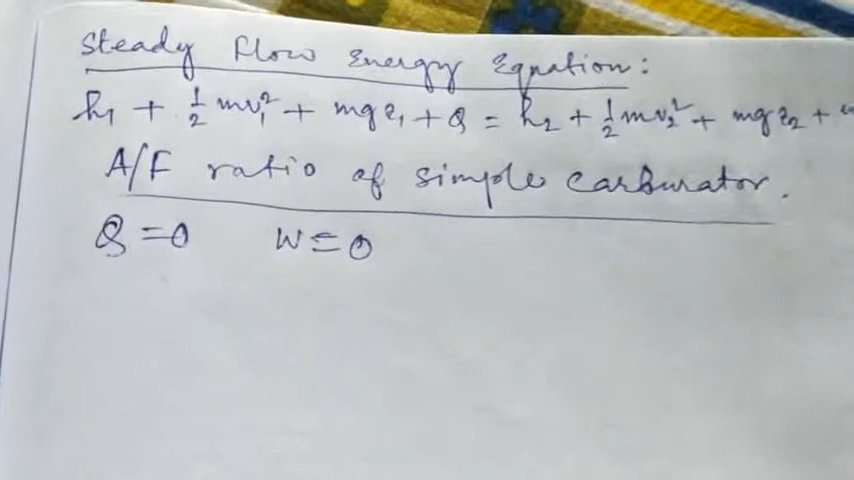 Steady Flow Energy Equation:
h₁ + ½ mv₁² + mgz₁ + Q = h₂ + ½ mv₂² + mgz₂ +
A/F ratio of simple carburator.
Q = 0 W = 0